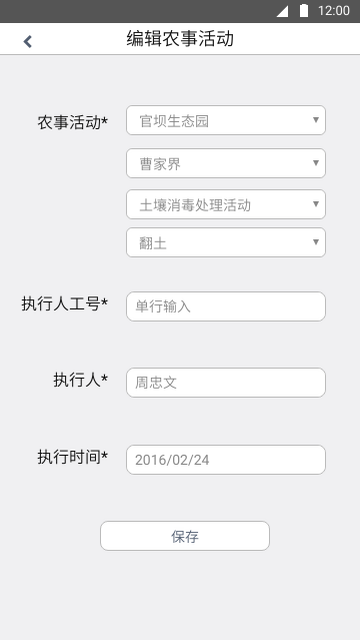 12:00
编辑农事活动
农事活动*
官坝生态园
曹家界
土壤消毒处理活动
翻土
执行人工号*
单行输入
执行人*
周忠文
执行时间*
2016/02/24
保存